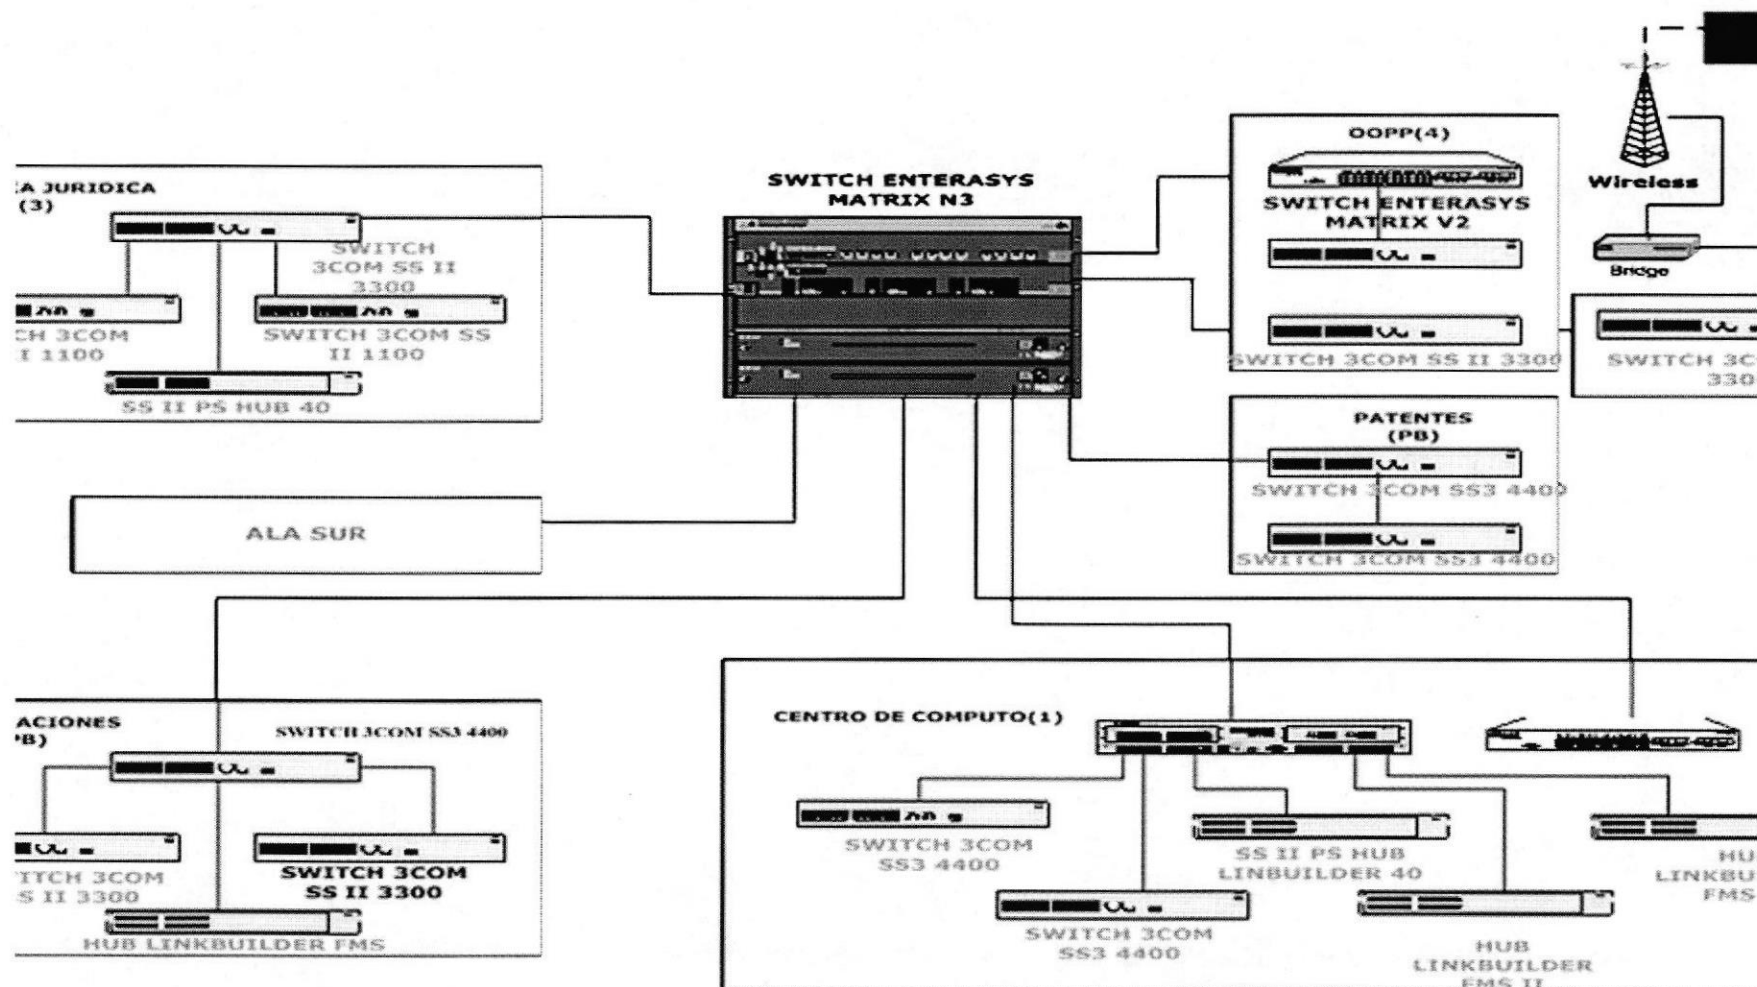 A JURIDICA
(3)
SWITCH
3COM SS II
3300
CH 3COM
I 1100
SWITCH 3COM SS
II 1100
SS II PS HUB 40
SWITCH ENTERASYS
MATRIX N3
OOPP(4)
SWITCH ENTERASYS
MATRIX V2
SWITCH 3COM SS II 3300
Wireless
Bridge
SWITCH 3C
330
PATENTES
(PB)
SWITCH 3COM SS3 4400
SWITCH 3COM SS3 4400
ALA SUR
ACIONES
PB)
SWITCH 3COM SS3 4400
ITCH 3COM
S II 3300
SWITCH 3COM
SS II 3300
HUB LINKBUILDER FMS
CENTRO DE COMPUTO(1)
SWITCH 3COM
SS3 4400
SWITCH 3COM
SS3 4400
SS II PS HUB
LINBUILDER 40
HUB
LINKBUILDER
FMS II
HU
LINKBU
FMS